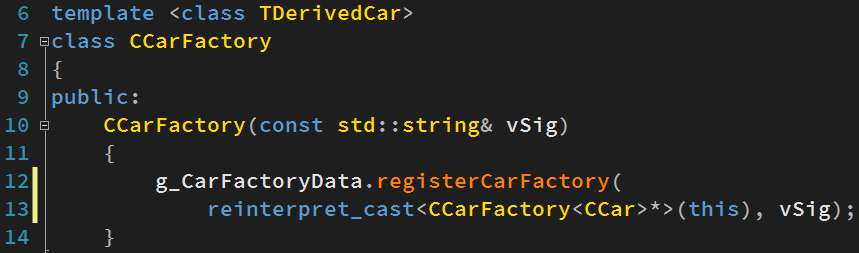 6 template <class TDerivedCar>
7 class CCarFactory
8 {
9 public:
10 CCarFactory(const std::string& vSig)
11 {
12 g_CarFactoryData.registerCarFactory(
13 reinterpret_cast<CCarFactory<CCar>*>(this), vSig);
14 }